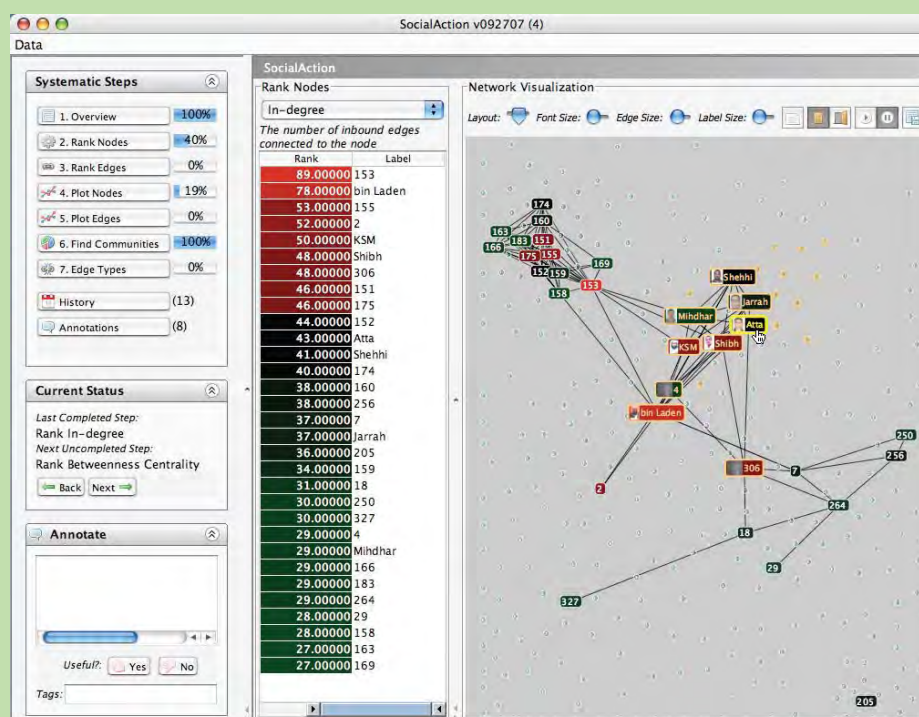 SocialAction v092707 (4)
Data
Systematic Steps
1. Overview 100%
2. Rank Nodes 40%
3. Rank Edges 0%
4. Plot Nodes 19%
5. Plot Edges 0%
6. Find Communities 100%
7. Edge Types 0%
History (13)
Annotations (8)
Current Status
Last Completed Step:
Rank In-degree
Next Uncompleted Step:
Rank Betweenness Centrality
Back Next
Annotate
Useful?: Yes No
Tags:
SocialAction
Rank Nodes
In-degree
The number of inbound edges
connected to the node
Rank Label
89.00000 153
78.00000 bin Laden
53.00000 155
52.00000 2
50.00000 KSM
48.00000 Shibh
48.00000 306
46.00000 151
46.00000 175
44.00000 152
43.00000 Atta
41.00000 Shehhi
40.00000 174
38.00000 160
38.00000 256
37.00000 7
37.00000 Jarrah
36.00000 205
34.00000 159
31.00000 18
30.00000 250
30.00000 327
29.00000 4
29.00000 Mihdhar
29.00000 166
29.00000 183
29.00000 264
28.00000 29
28.00000 158
27.00000 163
27.00000 169
Network Visualization
Layout: Font Size: Edge Size: Label Size:
174
160
163 183 151
166
175 155
169
152 159
158
153
Shehhi
Jarrah
Mihdhar
Atta
KSM Shibh
4
bin Laden
250
256
306 7
2
264
18
29
327
205